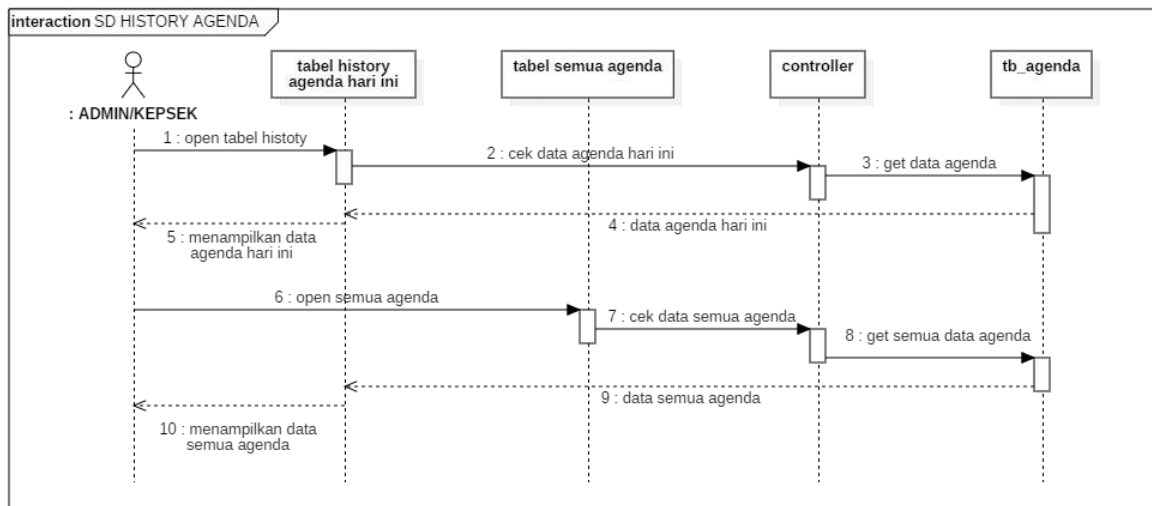 interaction SD HISTORY AGENDA
: ADMIN/KEPSEK
tabel history
agenda hari ini
tabel semua agenda
controller
tb_agenda
1 : open tabel histoty
2 : cek data agenda hari ini
3 : get data agenda
4 : data agenda hari ini
5 : menampilkan data
agenda hari ini
6 : open semua agenda
7 : cek data semua agenda
8 : get semua data agenda
9 : data semua agenda
10 : menampilkan data
semua agenda